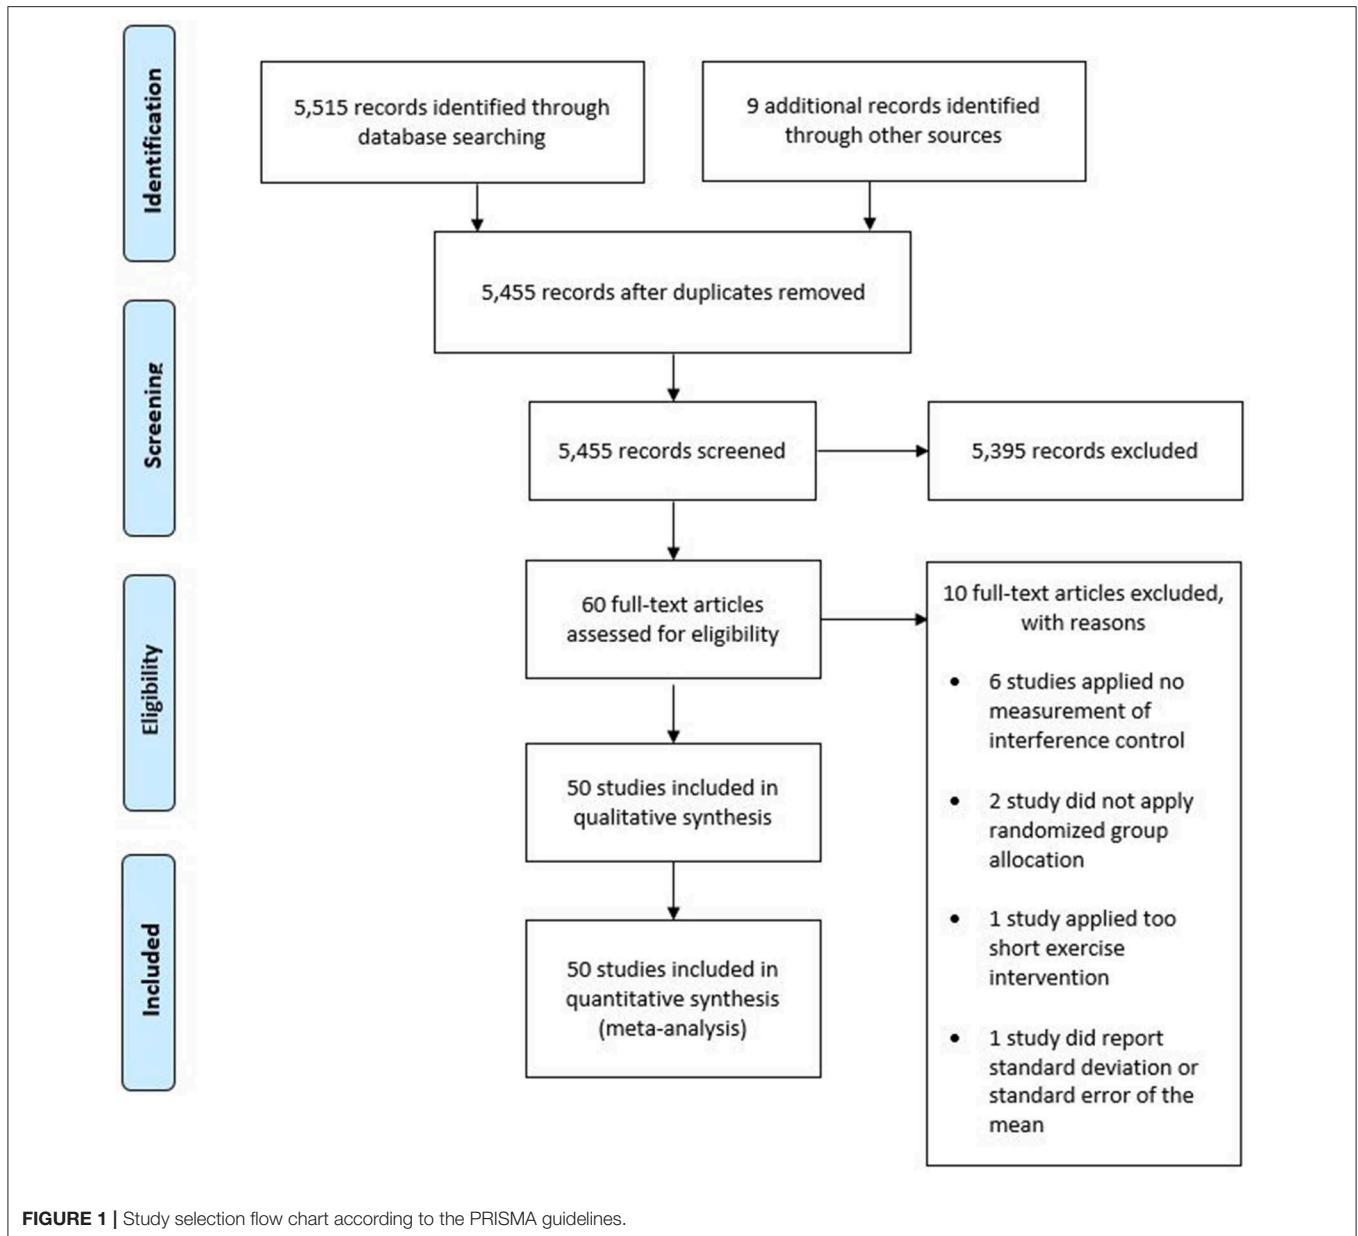 Identification
5,515 records identified through
database searching
9 additional records identified
through other sources
5,455 records after duplicates removed
Screening
5,455 records screened
5,395 records excluded
Eligibility
60 full-text articles
assessed for eligibility
10 full-text articles excluded,
with reasons
• 6 studies applied no
measurement of
interference control
• 2 study did not apply
randomized group
allocation
• 1 study applied too
short exercise
intervention
• 1 study did report
standard deviation or
standard error of the
mean
50 studies included in
qualitative synthesis
Included
50 studies included in
quantitative synthesis
(meta-analysis)
FIGURE 1 | Study selection flow chart according to the PRISMA guidelines.